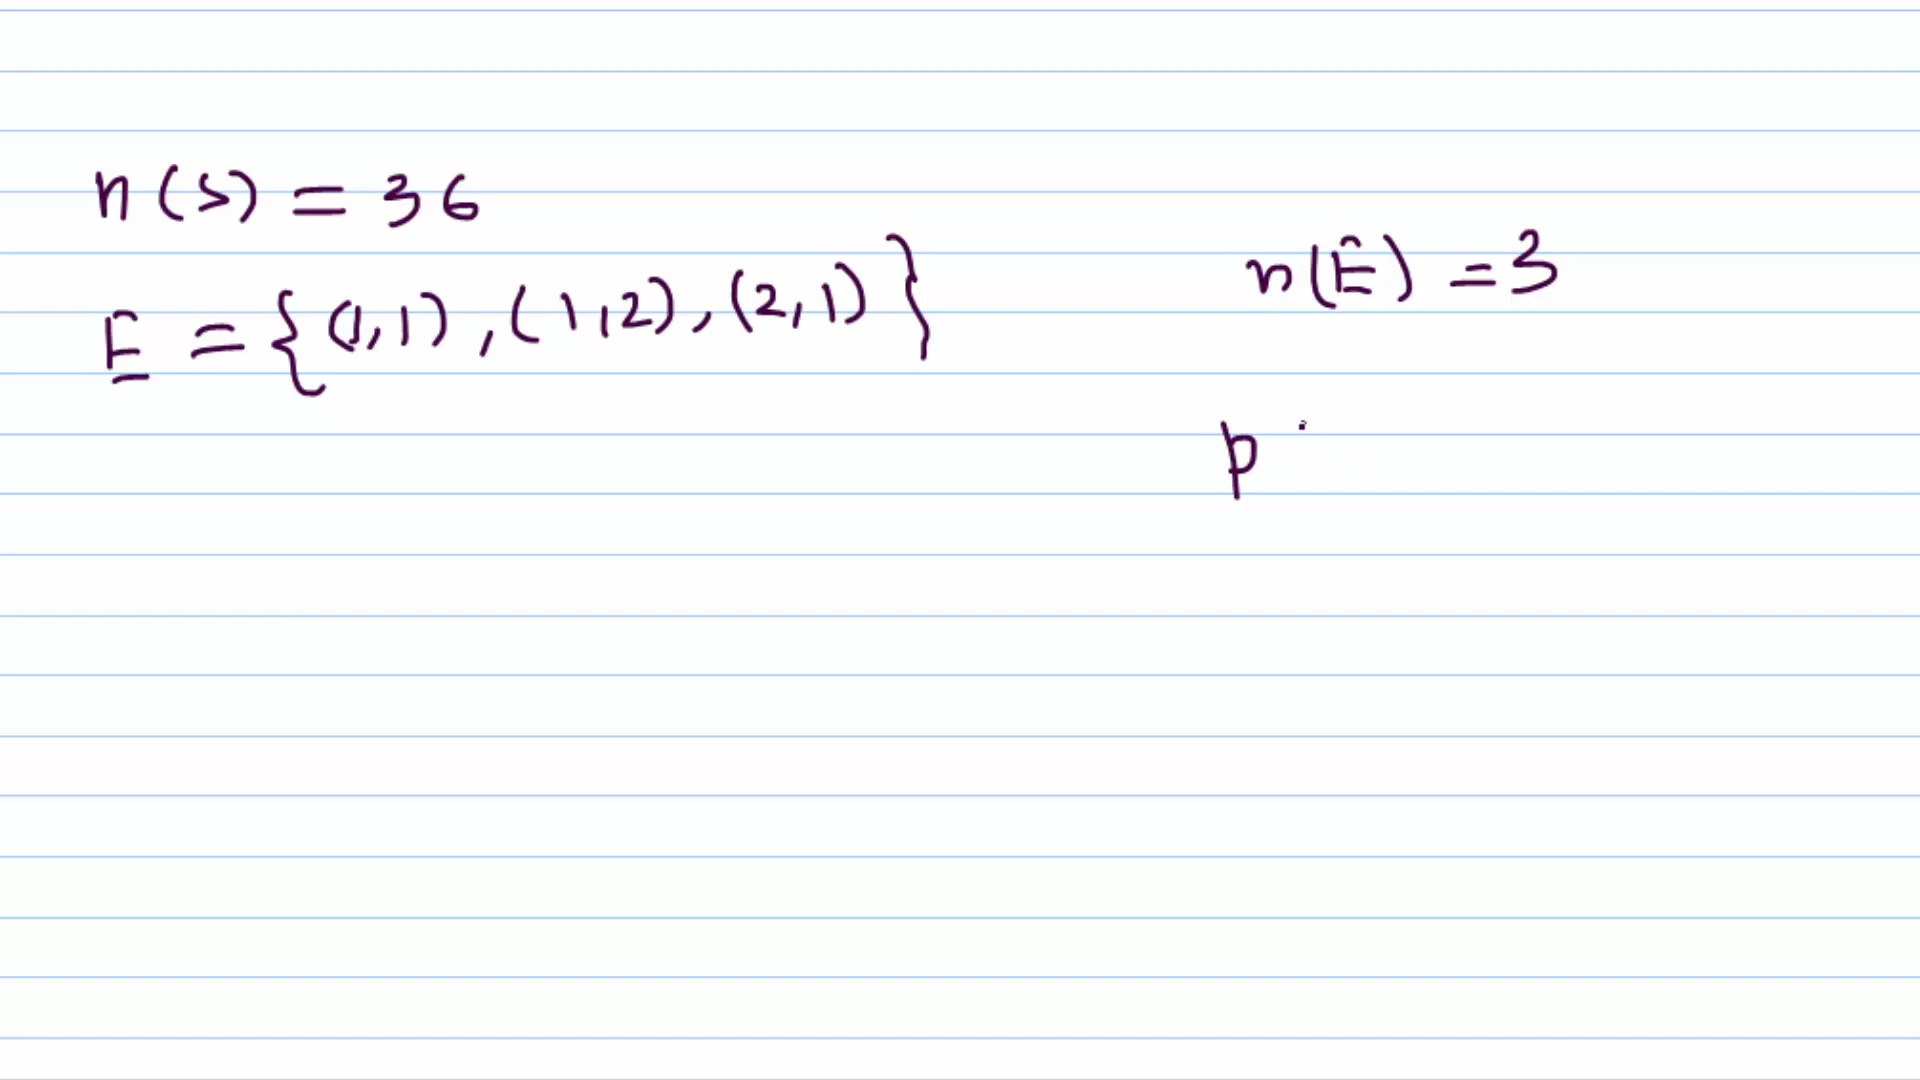 n(S) = 36
E = {(1,1), (1,2), (2,1)}
n(E) = 3
p